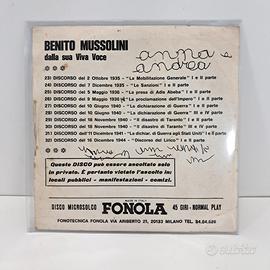 BENITO MUSSOLINI
dalla sua Viva Voce
anna e
andrea
23) DISCORSO del 2 Ottobre 1935 - "La Mobilitazione Generale" I e II parte
24) DISCORSO del 7 Dicembre 1935 - "Le Sanzioni" I e II parte
25) DISCORSO del 5 Maggio 1936 - "La presa di Adis Abeba" I e II parte
26) DISCORSO del 9 Maggio 1936 - "La proclamazione dell'Impero" I e II parte
27) DISCORSO del 10 Giugno 1940 - "La dichiarazione di Guerra" I e II parte
28) DISCORSO del 10 Giugno 1940 - "La dichiarazione di Guerra" III e IV parte
29) DISCORSO del 18 Novembre 1940 - "Il disastro di Taranto" I e II parte
30) DISCORSO del 18 Novembre 1940 - "Il disastro di Taranto" III e IV parte
31) DISCORSO del 11 Dicembre 1941 - "La dichiar. di Guerra agli Stati Uniti" I e II parte
32) DISCORSO del 16 Dicembre 1944 - "Discorso del Lirico" I e II parte
Questo DISCO può essere ascoltato solo
in privato. E' pertanto vietato l'ascolto in:
locali pubblici - manifestazioni - comizi.
DISCO MICROSOLCO FONOLA 45 GIRI - NORMAL PLAY
FONOTECNICA FONOLA VIA ARIBERTO 21, 20133 MILANO TEL.
subito